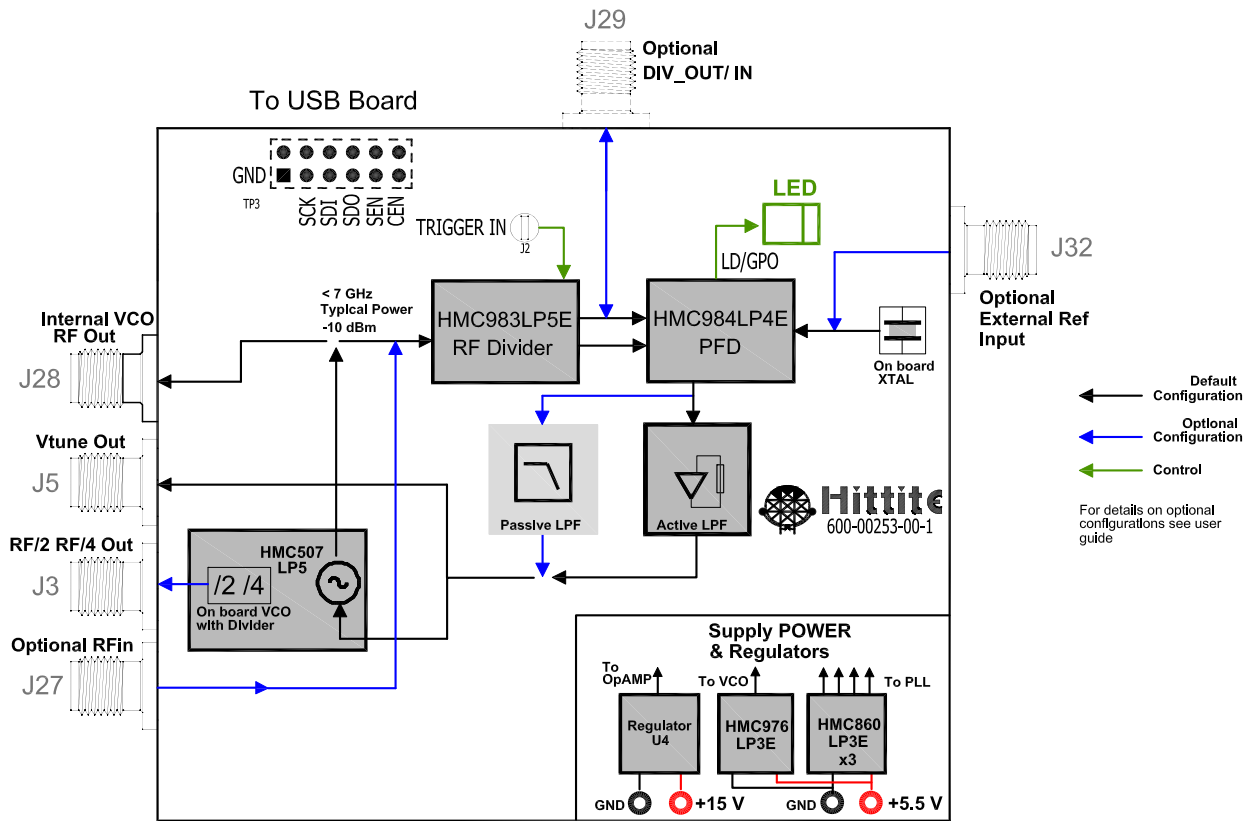 J29
Optional
DIV_OUT/ IN
To USB Board
GND
TP3
SCK
SDI
SDO
SEN
CEN
TRIGGER IN
J2
LED
LD/GPO
J32
Optional
External Ref
Input
< 7 GHz
Typical Power
-10 dBm
Internal VCO
RF Out
J28
HMC983LP5E
RF Divider
HMC984LP4E
PFD
On board
XTAL
Default
Configuration
Optional
Configuration
Control
For details on optional
configurations see user
guide
Vtune Out
J5
Passive LPF
Active LPF
Hittite
600-00253-00-1
RF/2 RF/4 Out
J3
HMC507
LP5
/2 /4
On board VCO
with Divider
Optional RFin
J27
Supply POWER
& Regulators
To
OpAMP
To VCO
To PLL
Regulator
U4
HMC976
LP3E
HMC860
LP3E
x3
GND
+15 V
GND
+5.5 V